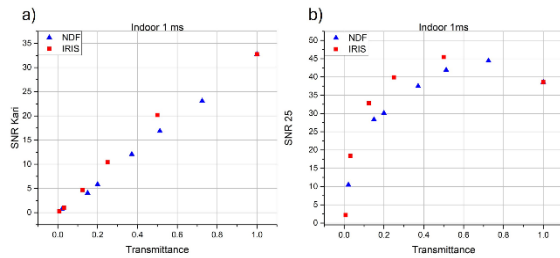 a)
Indoor 1 ms
NDF
IRIS
35
30
25
20
15
10
5
0
SNR Kari
0.0 0.2 0.4 0.6 0.8 1.0
Transmittance
b)
Indoor 1ms
NDF
IRIS
50
45
40
35
30
25
20
15
10
5
0
SNR 25
0.0 0.2 0.4 0.6 0.8 1.0
Transmittance